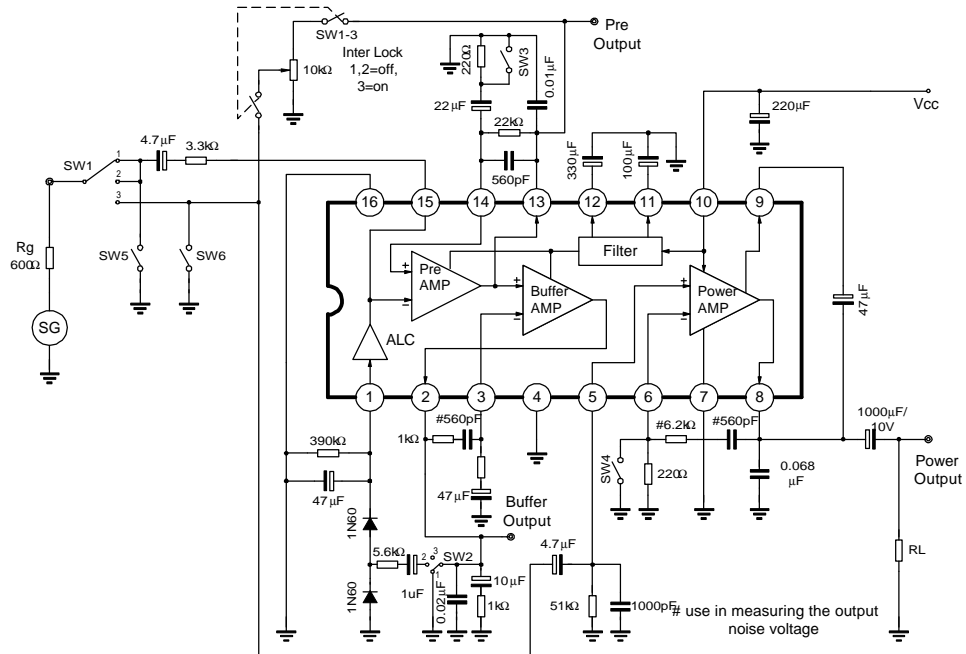 Pre
Output
SW1-3
Inter Lock
1,2=off,
3=on
10kΩ
220Ω
SW3
0.01μF
22μF
22kΩ
560pF
330μF
100μF
220μF
Vcc
4.7μF
3.3kΩ
SW1
1
2
3
Rg
600Ω
SW5
SW6
SG
16
15
14
13
12
11
10
9
Filter
+
−
Pre
AMP
+
−
Buffer
AMP
+
−
Power
AMP
ALC
47μF
1
2
3
4
5
6
7
8
390kΩ
47μF
1N60
1N60
5.6kΩ
1uF
SW2
2
3
1
0.02μF
1kΩ
#560pF
47μF
Buffer
Output
10μF
1kΩ
4.7μF
51kΩ
1000pF
SW4
#6.2kΩ
#560pF
220Ω
0.068
μF
1000μF/
10V
Power
Output
RL
# use in measuring the output
noise voltage